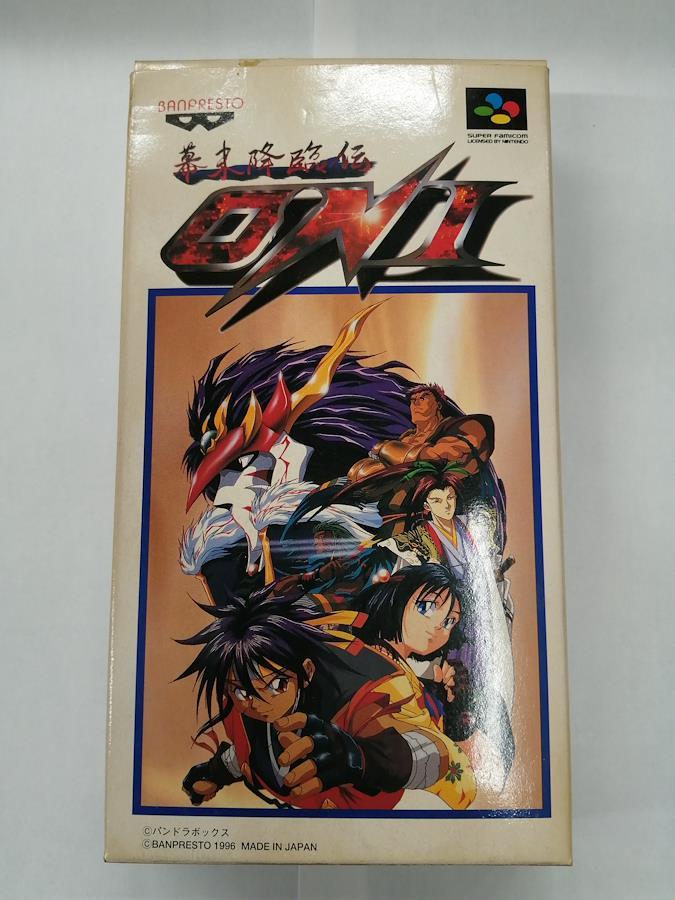 BANPRESTO
SUPER FAMICOM
LICENSED BY NINTENDO
幕末降臨伝
ONI
©パンドラボックス
©BANPRESTO 1996 MADE IN JAPAN